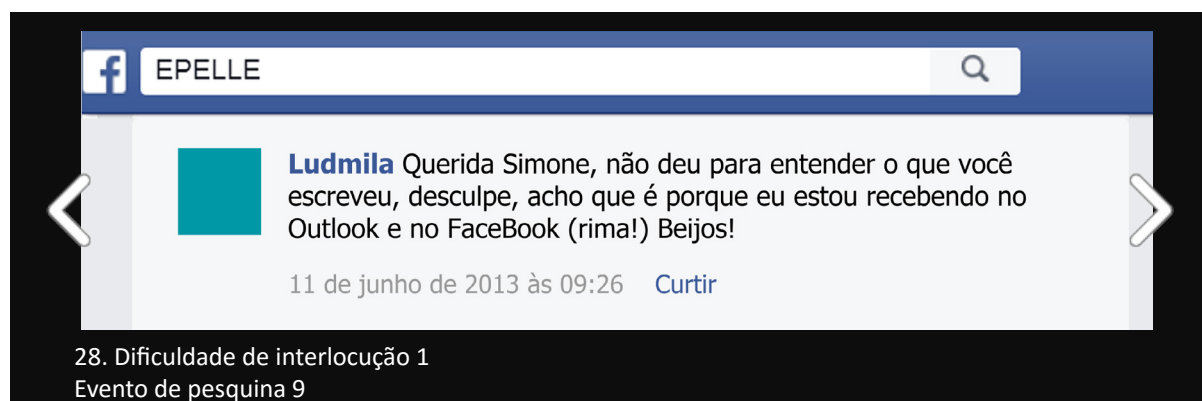 EPELLE
Ludmila Querida Simone, não deu para entender o que você
escreveu, desculpe, acho que é porque eu estou recebendo no
Outlook e no FaceBook (rima!) Beijos!
11 de junho de 2013 às 09:26 Curtir
28. Dificuldade de interlocução 1
Evento de pesquina 9